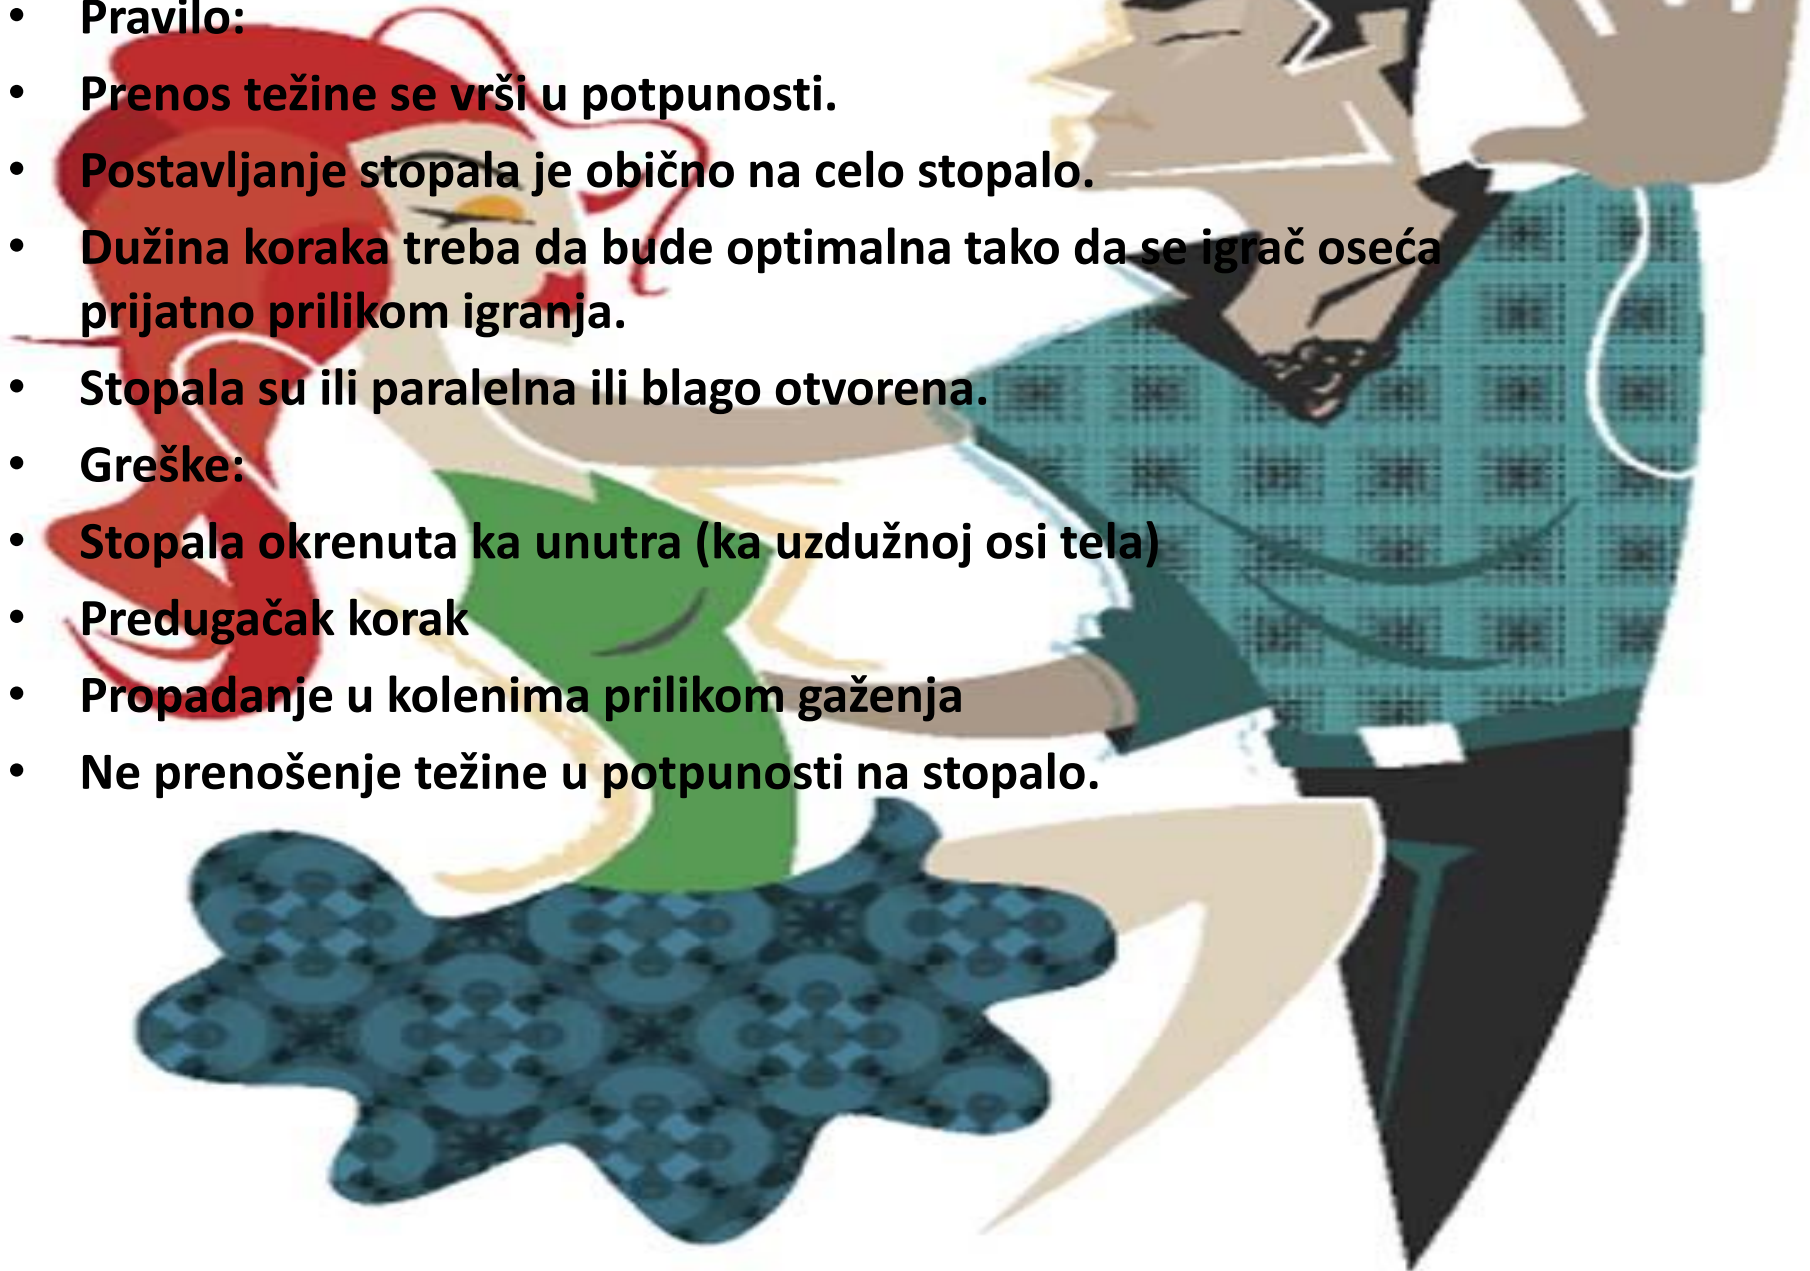 • Pravilo:
• Prenos težine se vrši u potpunosti.
• Postavljanje stopala je obično na celo stopalo.
• Dužina koraka treba da bude optimalna tako da se igrač oseća
prijatno prilikom igranja.
• Stopala su ili paralelna ili blago otvorena.
• Greške:
• Stopala okrenuta ka unutra (ka uzdužnoj osi tela)
• Predugačak korak
• Propadanje u kolenima prilikom gaženja
• Ne prenošenje težine u potpunosti na stopalo.